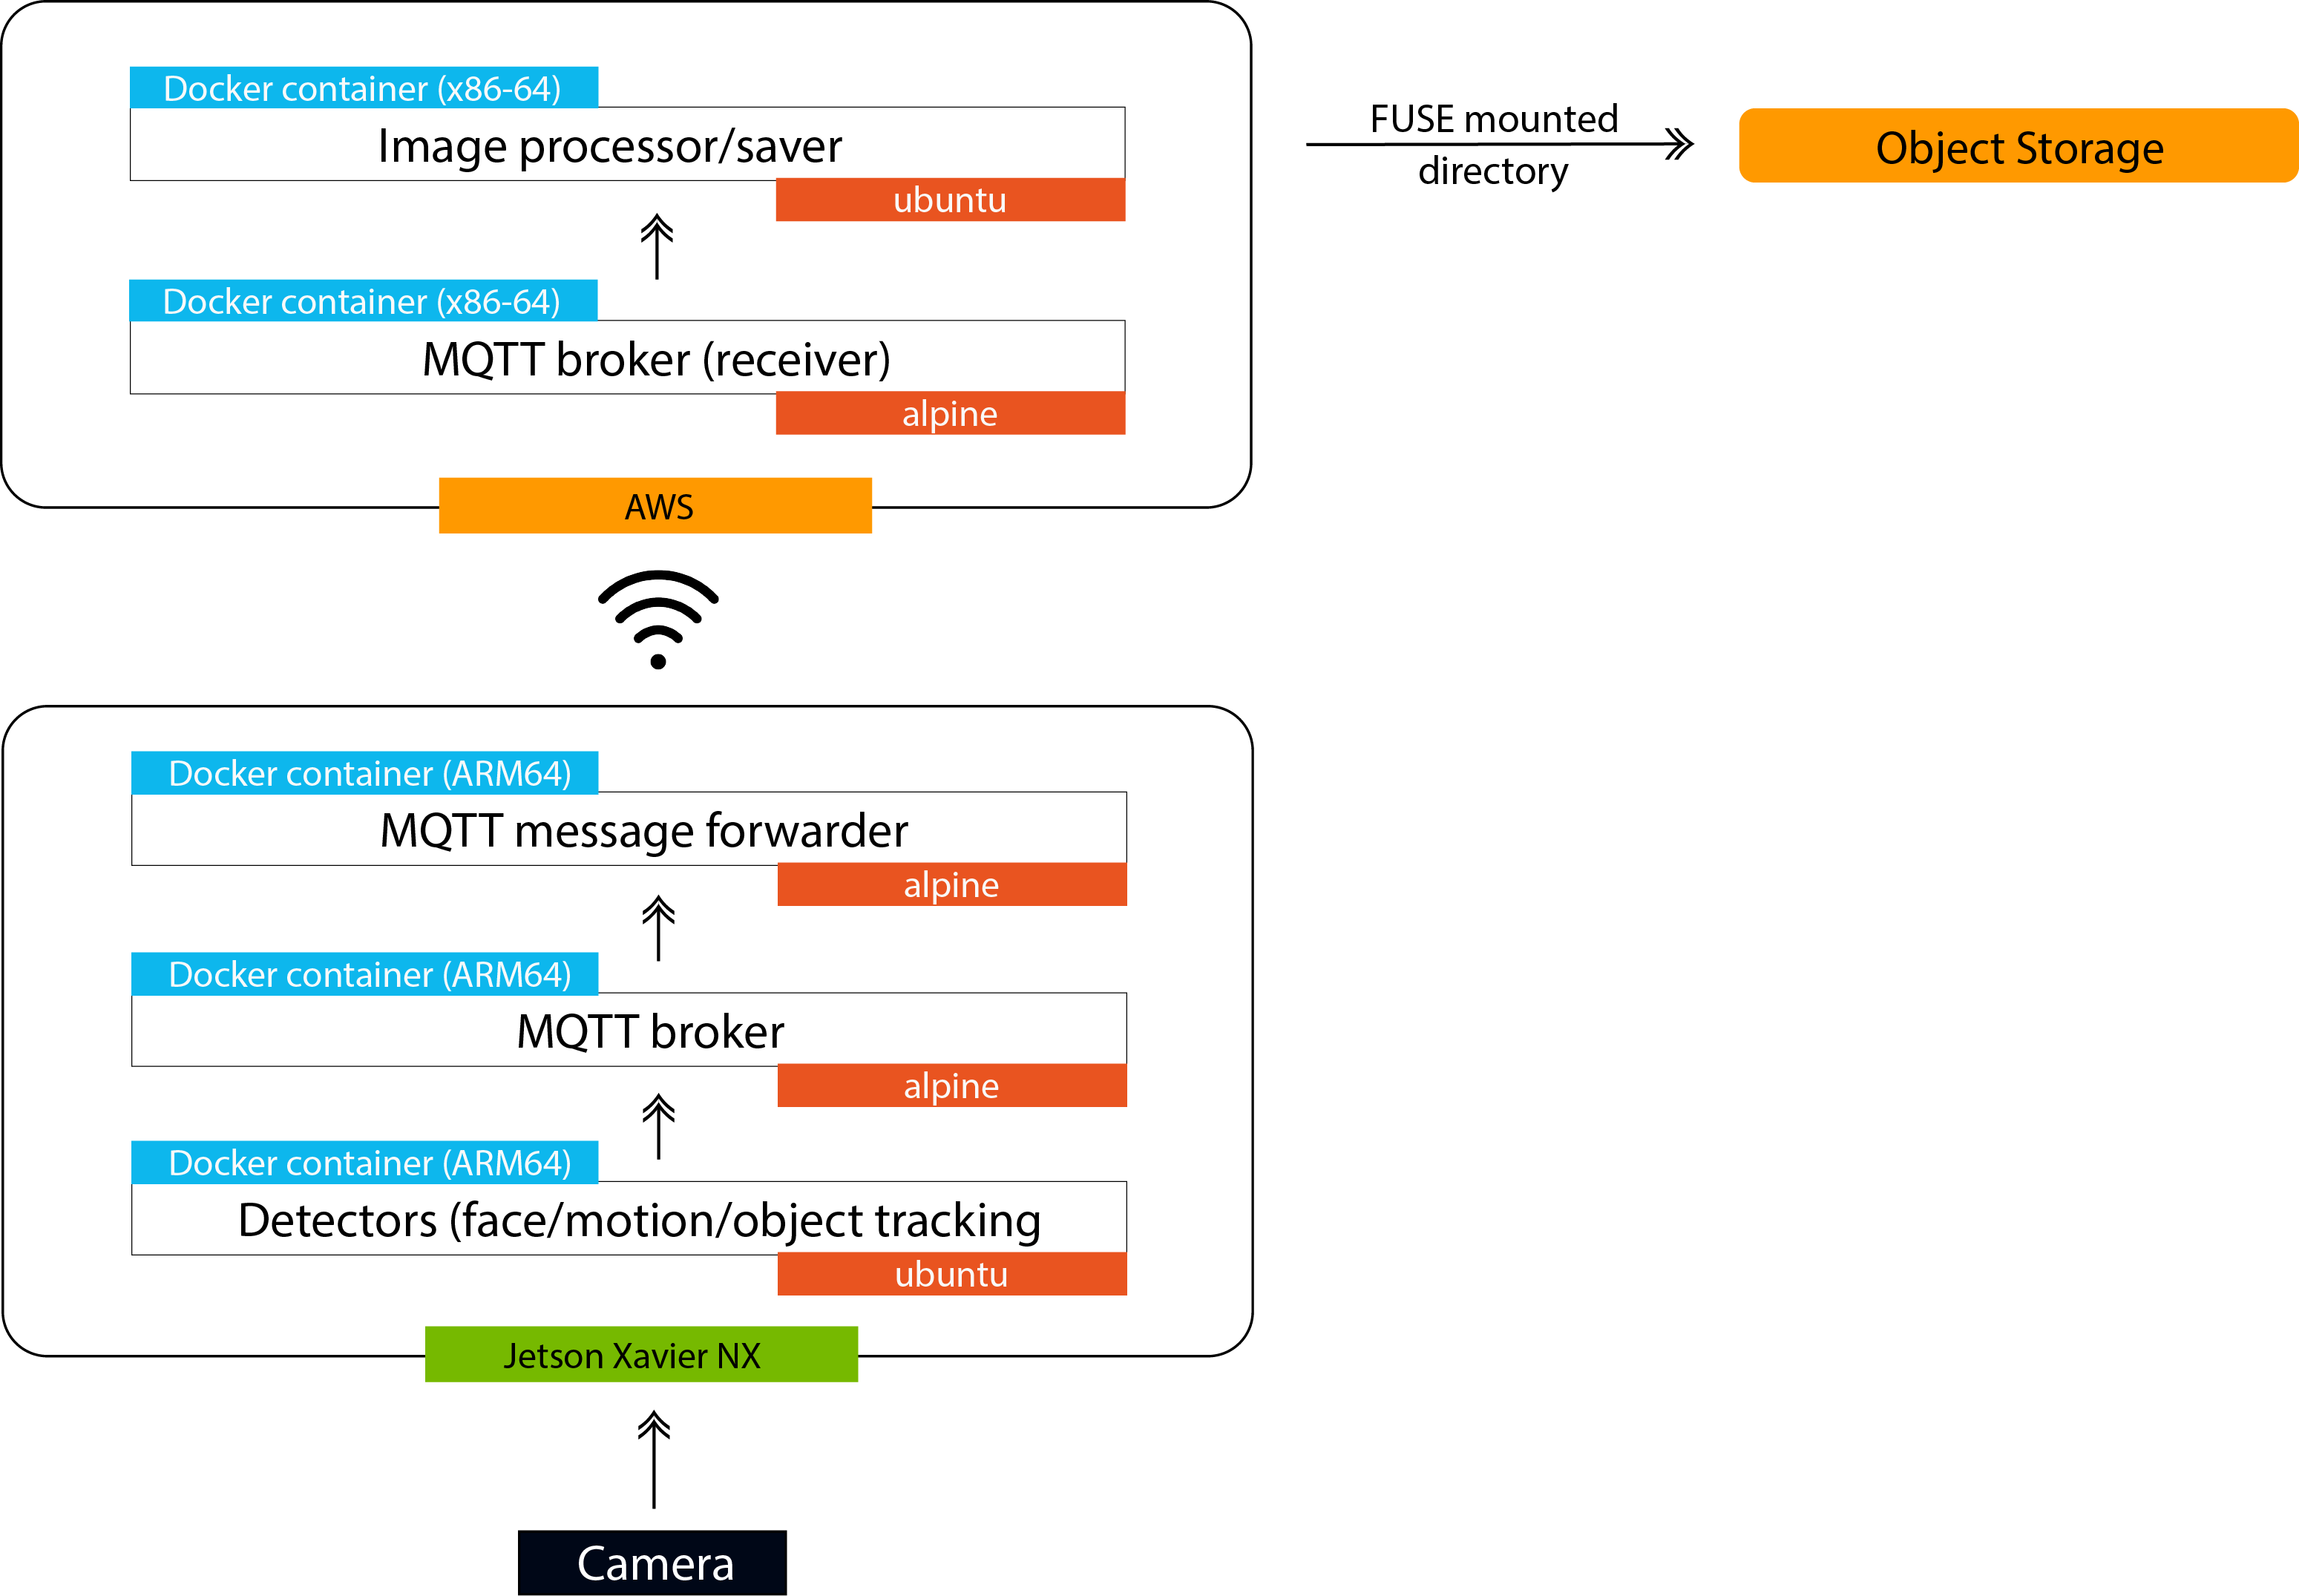 Docker container (x86-64)
Image processor/saver
ubuntu
FUSE mounted
directory
Object Storage
Docker container (x86-64)
MQTT broker (receiver)
alpine
AWS
Docker container (ARM64)
MQTT message forwarder
alpine
Docker container (ARM64)
MQTT broker
alpine
Docker container (ARM64)
Detectors (face/motion/object tracking
ubuntu
Jetson Xavier NX
Camera